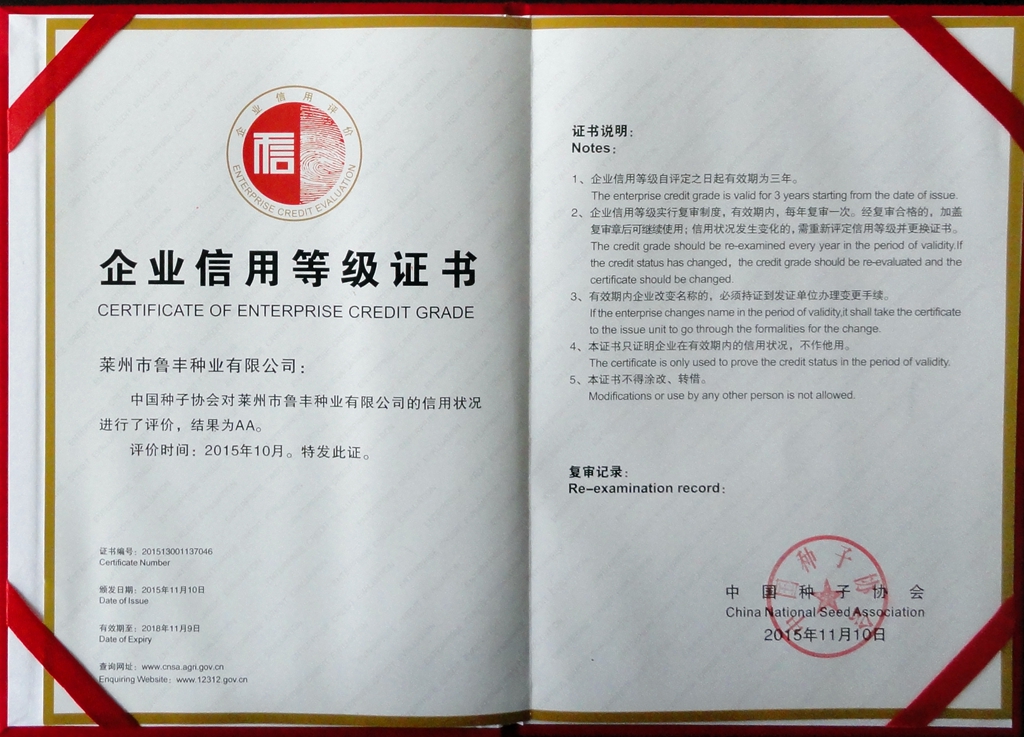 企业信用评价
信
ENTERPRISE CREDIT EVALUATION
企业信用等级证书
CERTIFICATE OF ENTERPRISE CREDIT GRADE
莱州市鲁丰种业有限公司：
中国种子协会对莱州市鲁丰种业有限公司的信用状况
进行了评价，结果为AA。
评价时间：2015年10月。特发此证。
证书编号：201513001137046
Certificate Number
颁发日期：2015年11月10日
Date of Issue
有效期至：2018年11月9日
Date of Expiry
查询网址：www.cnsa.agri.gov.cn
Enquiring Website：www.12312.gov.cn
证书说明：
Notes：
1、企业信用等级自评定之日起有效期为三年。
The enterprise credit grade is valid for 3 years starting from the date of issue.
2、企业信用等级实行复审制度，有效期内，每年复审一次。经复审合格的，加盖
复审章后可继续使用；信用状况发生变化的，需重新评定信用等级并更换证书。
The credit grade should be re-examined every year in the period of validity.If
the credit status has changed，the credit grade should be re-evaluated and the
certificate should be changed.
3、有效期内企业改变名称的，必须持证到发证单位办理变更手续。
If the enterprise changes name in the period of validity,it shall take the certificate
to the issue unit to go through the formalities for the change.
4、本证书只证明企业在有效期内的信用状况，不作他用。
The certificate is only used to prove the credit status in the period of validity.
5、本证书不得涂改、转借。
Modifications or use by any other person is not allowed.
复审记录：
Re-examination record：
中国种子协会
China National Seed Association
2015年11月10日
中国种子协会